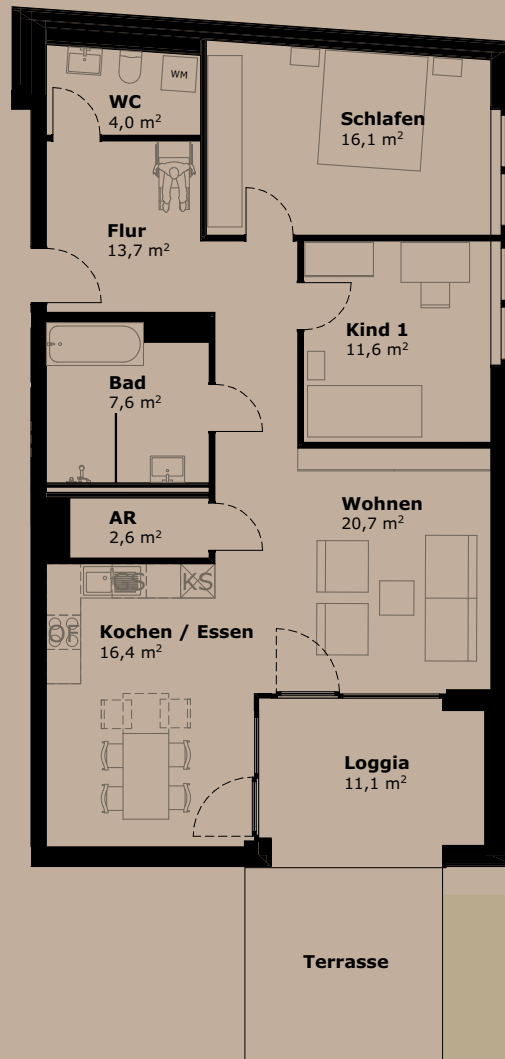 WM
WC
4,0 m²
Schlafen
16,1 m²
Flur
13,7 m²
Kind 1
11,6 m²
Bad
7,6 m²
AR
2,6 m²
Wohnen
20,7 m²
GS
KS
Kochen / Essen
16,4 m²
Loggia
11,1 m²
Terrasse